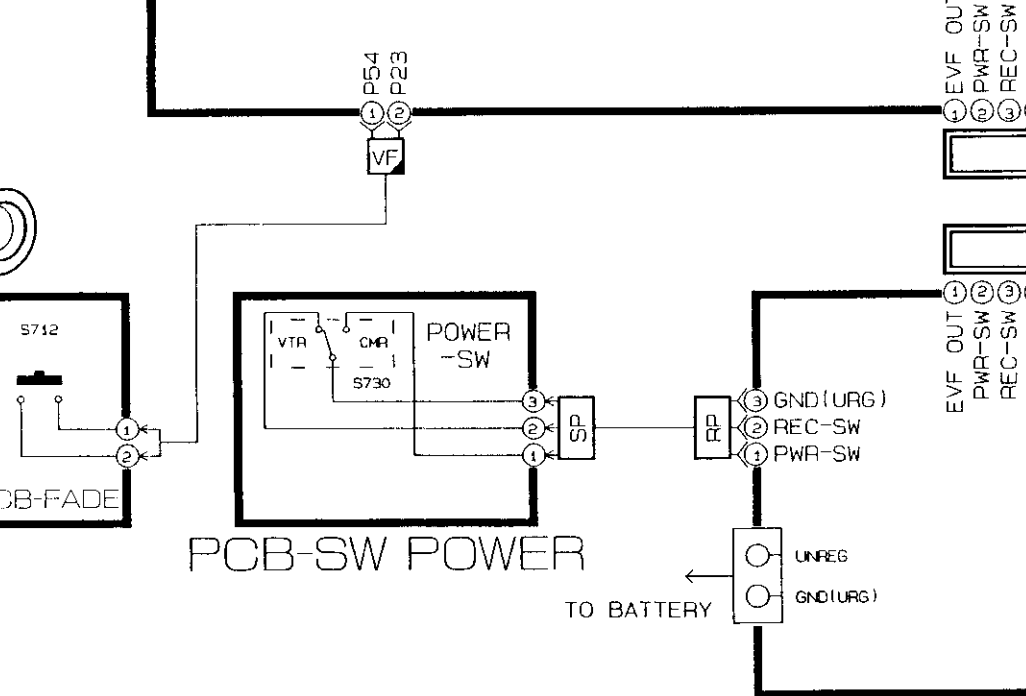 EVF OUT
PWR-SW
REC-SW
P54
P23
1
2
1
2
3
VF
1
2
3
EVF OUT
PWR-SW
REC-SW
S712
1
2
CB-FADE
VTR
CMR
S730
POWER
-SW
3
2
1
SP
RP
3 GND(URG)
2 REC-SW
1 PWR-SW
PCB-SW POWER
UNREG
GND(URG)
TO BATTERY